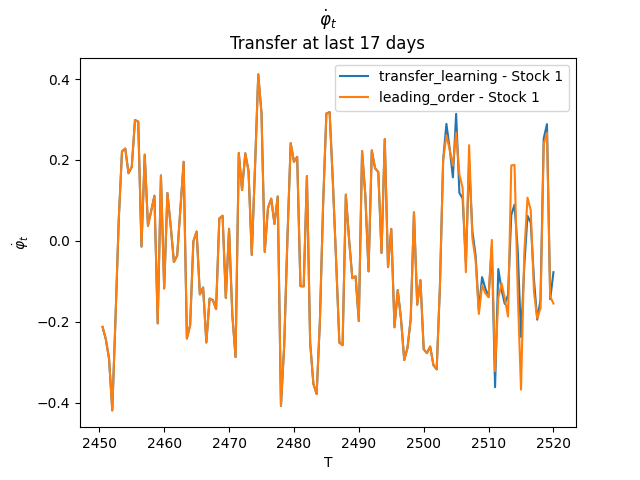 φ̇ₜ
Transfer at last 17 days
transfer_learning - Stock 1
leading_order - Stock 1
φ̇ₜ
0.4
0.2
0.0
−0.2
−0.4
2450 2460 2470 2480 2490 2500 2510 2520
T